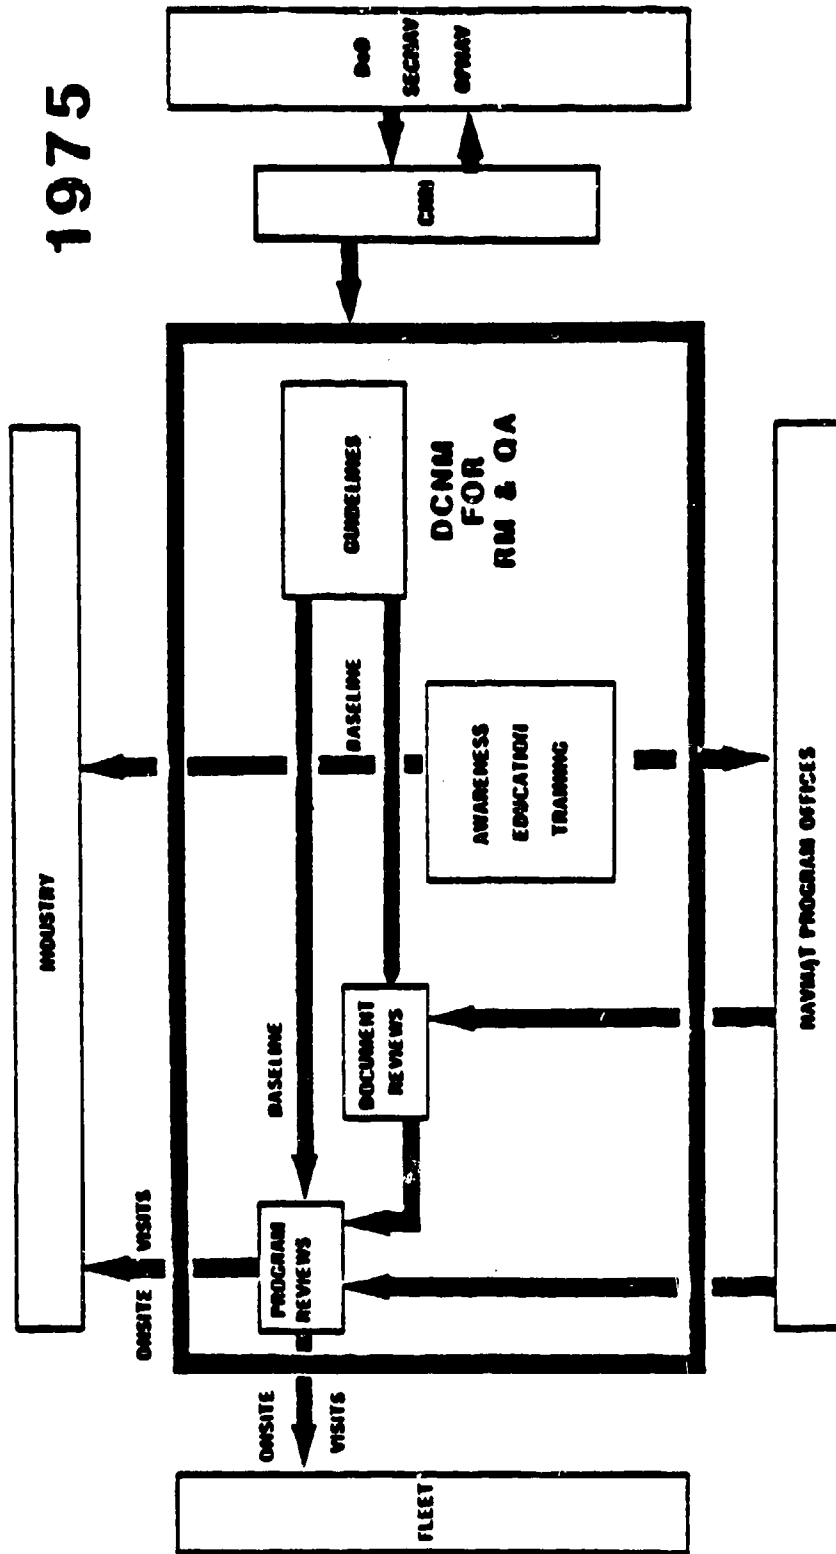 1975
INDUSTRY
ONSITE VISITS
BASELINE
PROGRAM
REVIEWS
ONSITE
VISITS
BASELINE
GUIDELINES
DOCUMENT
REVIEWS
DoD
SECNAV
OPNAV
CNM
FLEET
DCNM
FOR
RM & QA
AWARENESS
EDUCATION
TRAINING
NAVMAT PROGRAM OFFICES